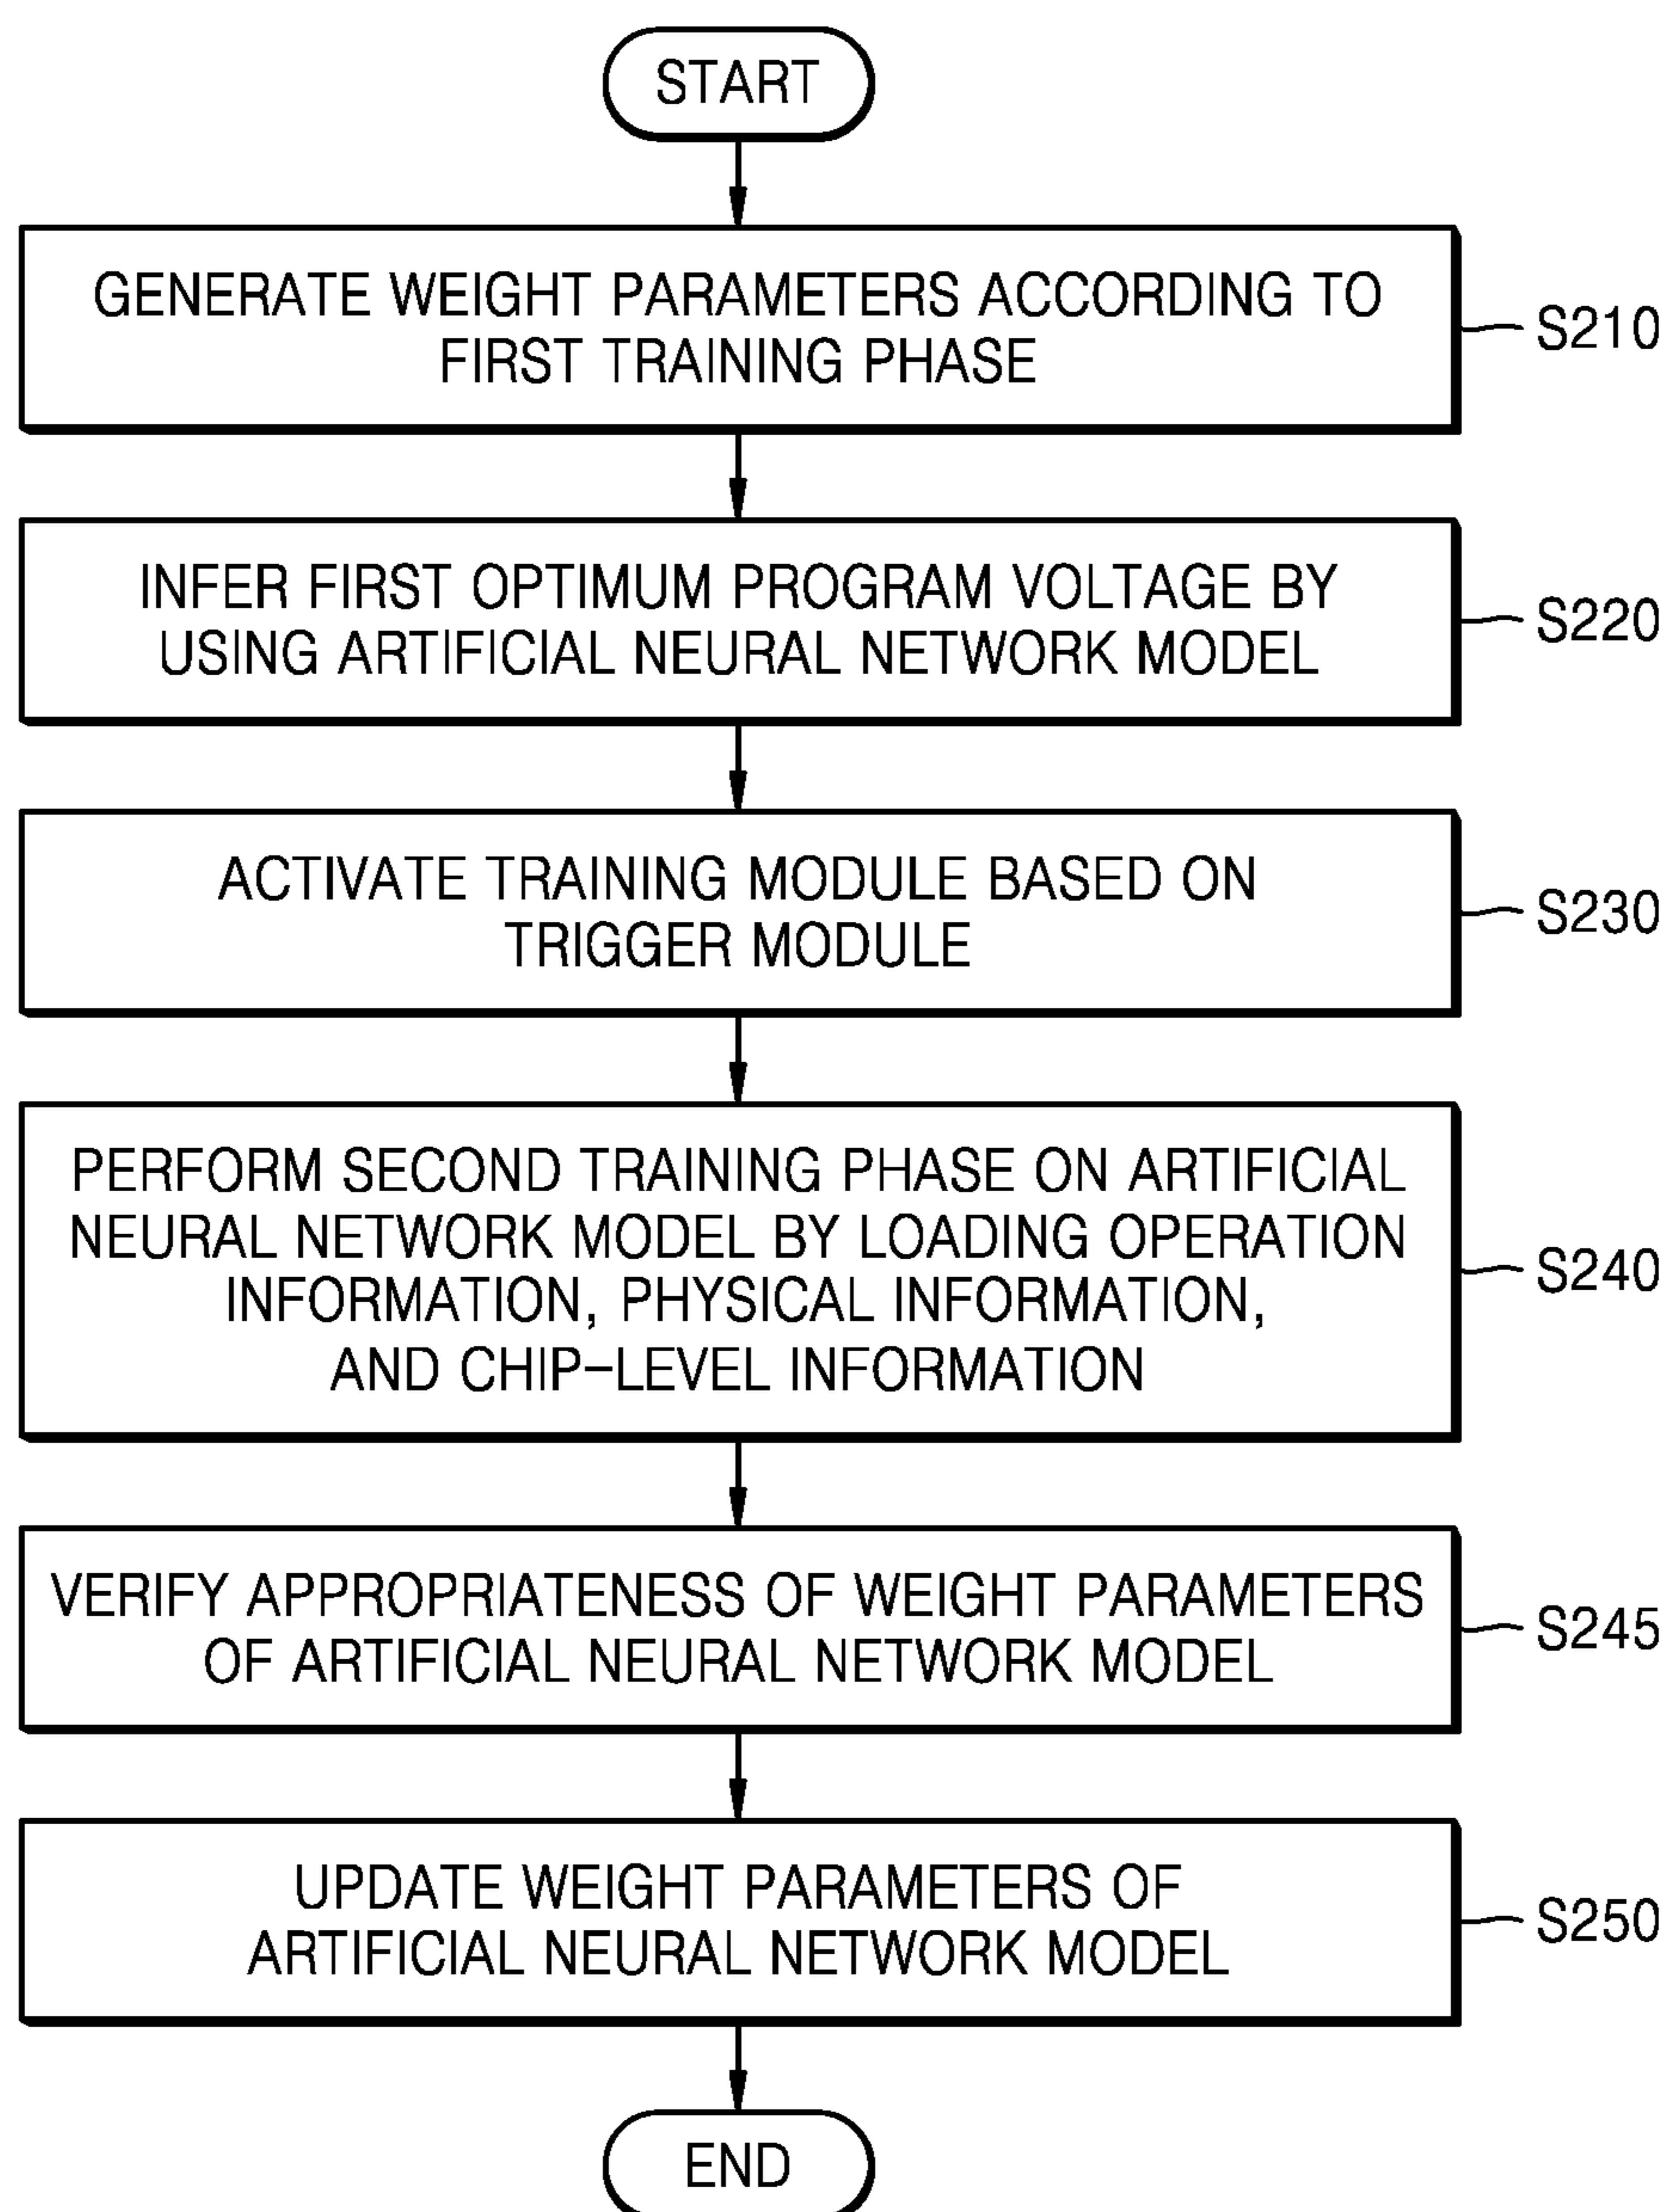 START
GENERATE WEIGHT PARAMETERS ACCORDING TO
FIRST TRAINING PHASE
S210
INFER FIRST OPTIMUM PROGRAM VOLTAGE BY
USING ARTIFICIAL NEURAL NETWORK MODEL
S220
ACTIVATE TRAINING MODULE BASED ON
TRIGGER MODULE
S230
PERFORM SECOND TRAINING PHASE ON ARTIFICIAL
NEURAL NETWORK MODEL BY LOADING OPERATION
INFORMATION, PHYSICAL INFORMATION,
AND CHIP-LEVEL INFORMATION
S240
VERIFY APPROPRIATENESS OF WEIGHT PARAMETERS
OF ARTIFICIAL NEURAL NETWORK MODEL
S245
UPDATE WEIGHT PARAMETERS OF
ARTIFICIAL NEURAL NETWORK MODEL
S250
END